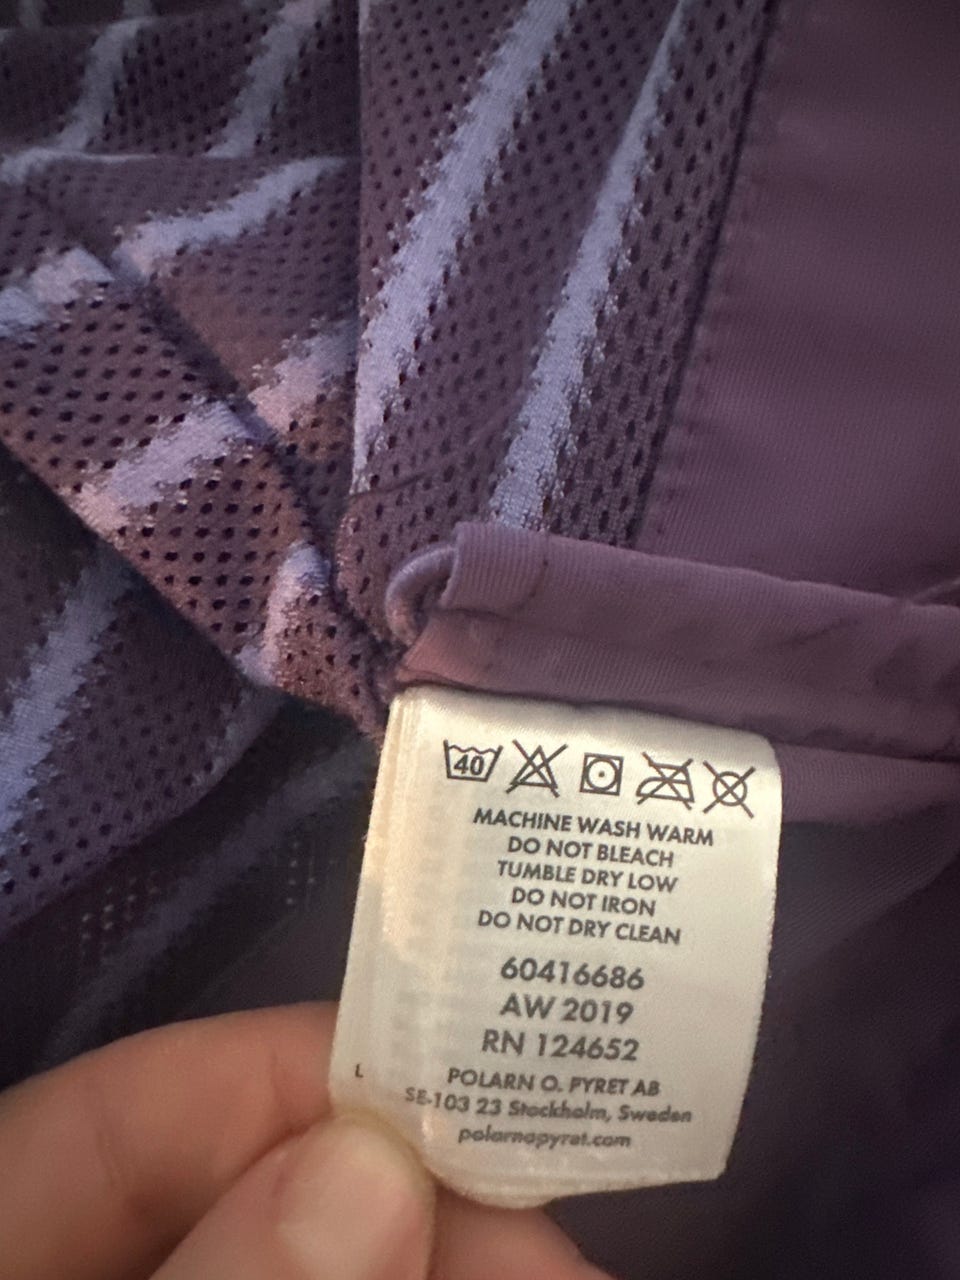 40
MACHINE WASH WARM
DO NOT BLEACH
TUMBLE DRY LOW
DO NOT IRON
DO NOT DRY CLEAN
60416686
AW 2019
RN 124652
L
POLARN O. PYRET AB
SE-103 23 Stockholm, Sweden
polarnopyret.com